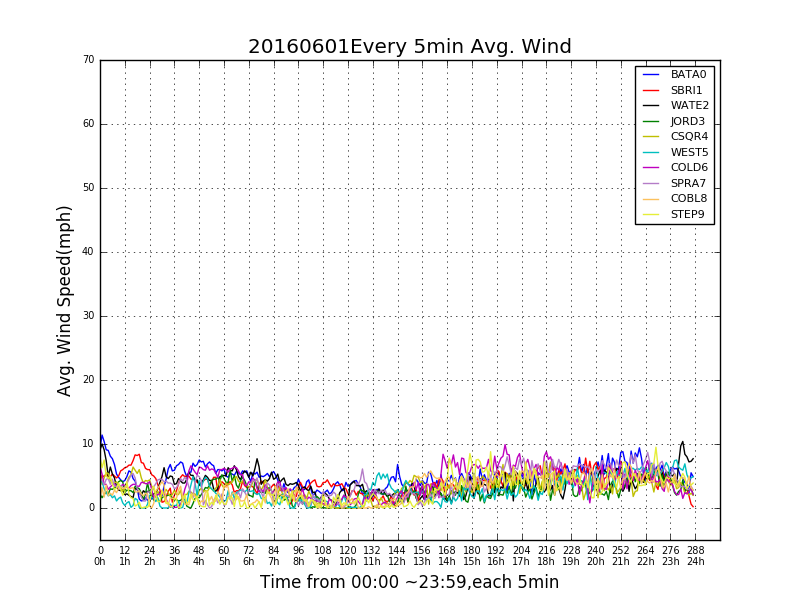 20160601Every 5min Avg. Wind
BATA0
SBRI1
WATE2
JORD3
CSQR4
WEST5
COLD6
SPRA7
COBL8
STEP9
Avg. Wind Speed(mph)
70
60
50
40
30
20
10
0
0 12 24 36 48 60 72 84 96 108 120 132 144 156 168 180 192 204 216 228 240 252 264 276 288
0h 1h 2h 3h 4h 5h 6h 7h 8h 9h 10h 11h 12h 13h 14h 15h 16h 17h 18h 19h 20h 21h 22h 23h 24h
Time from 00:00 ~23:59,each 5min